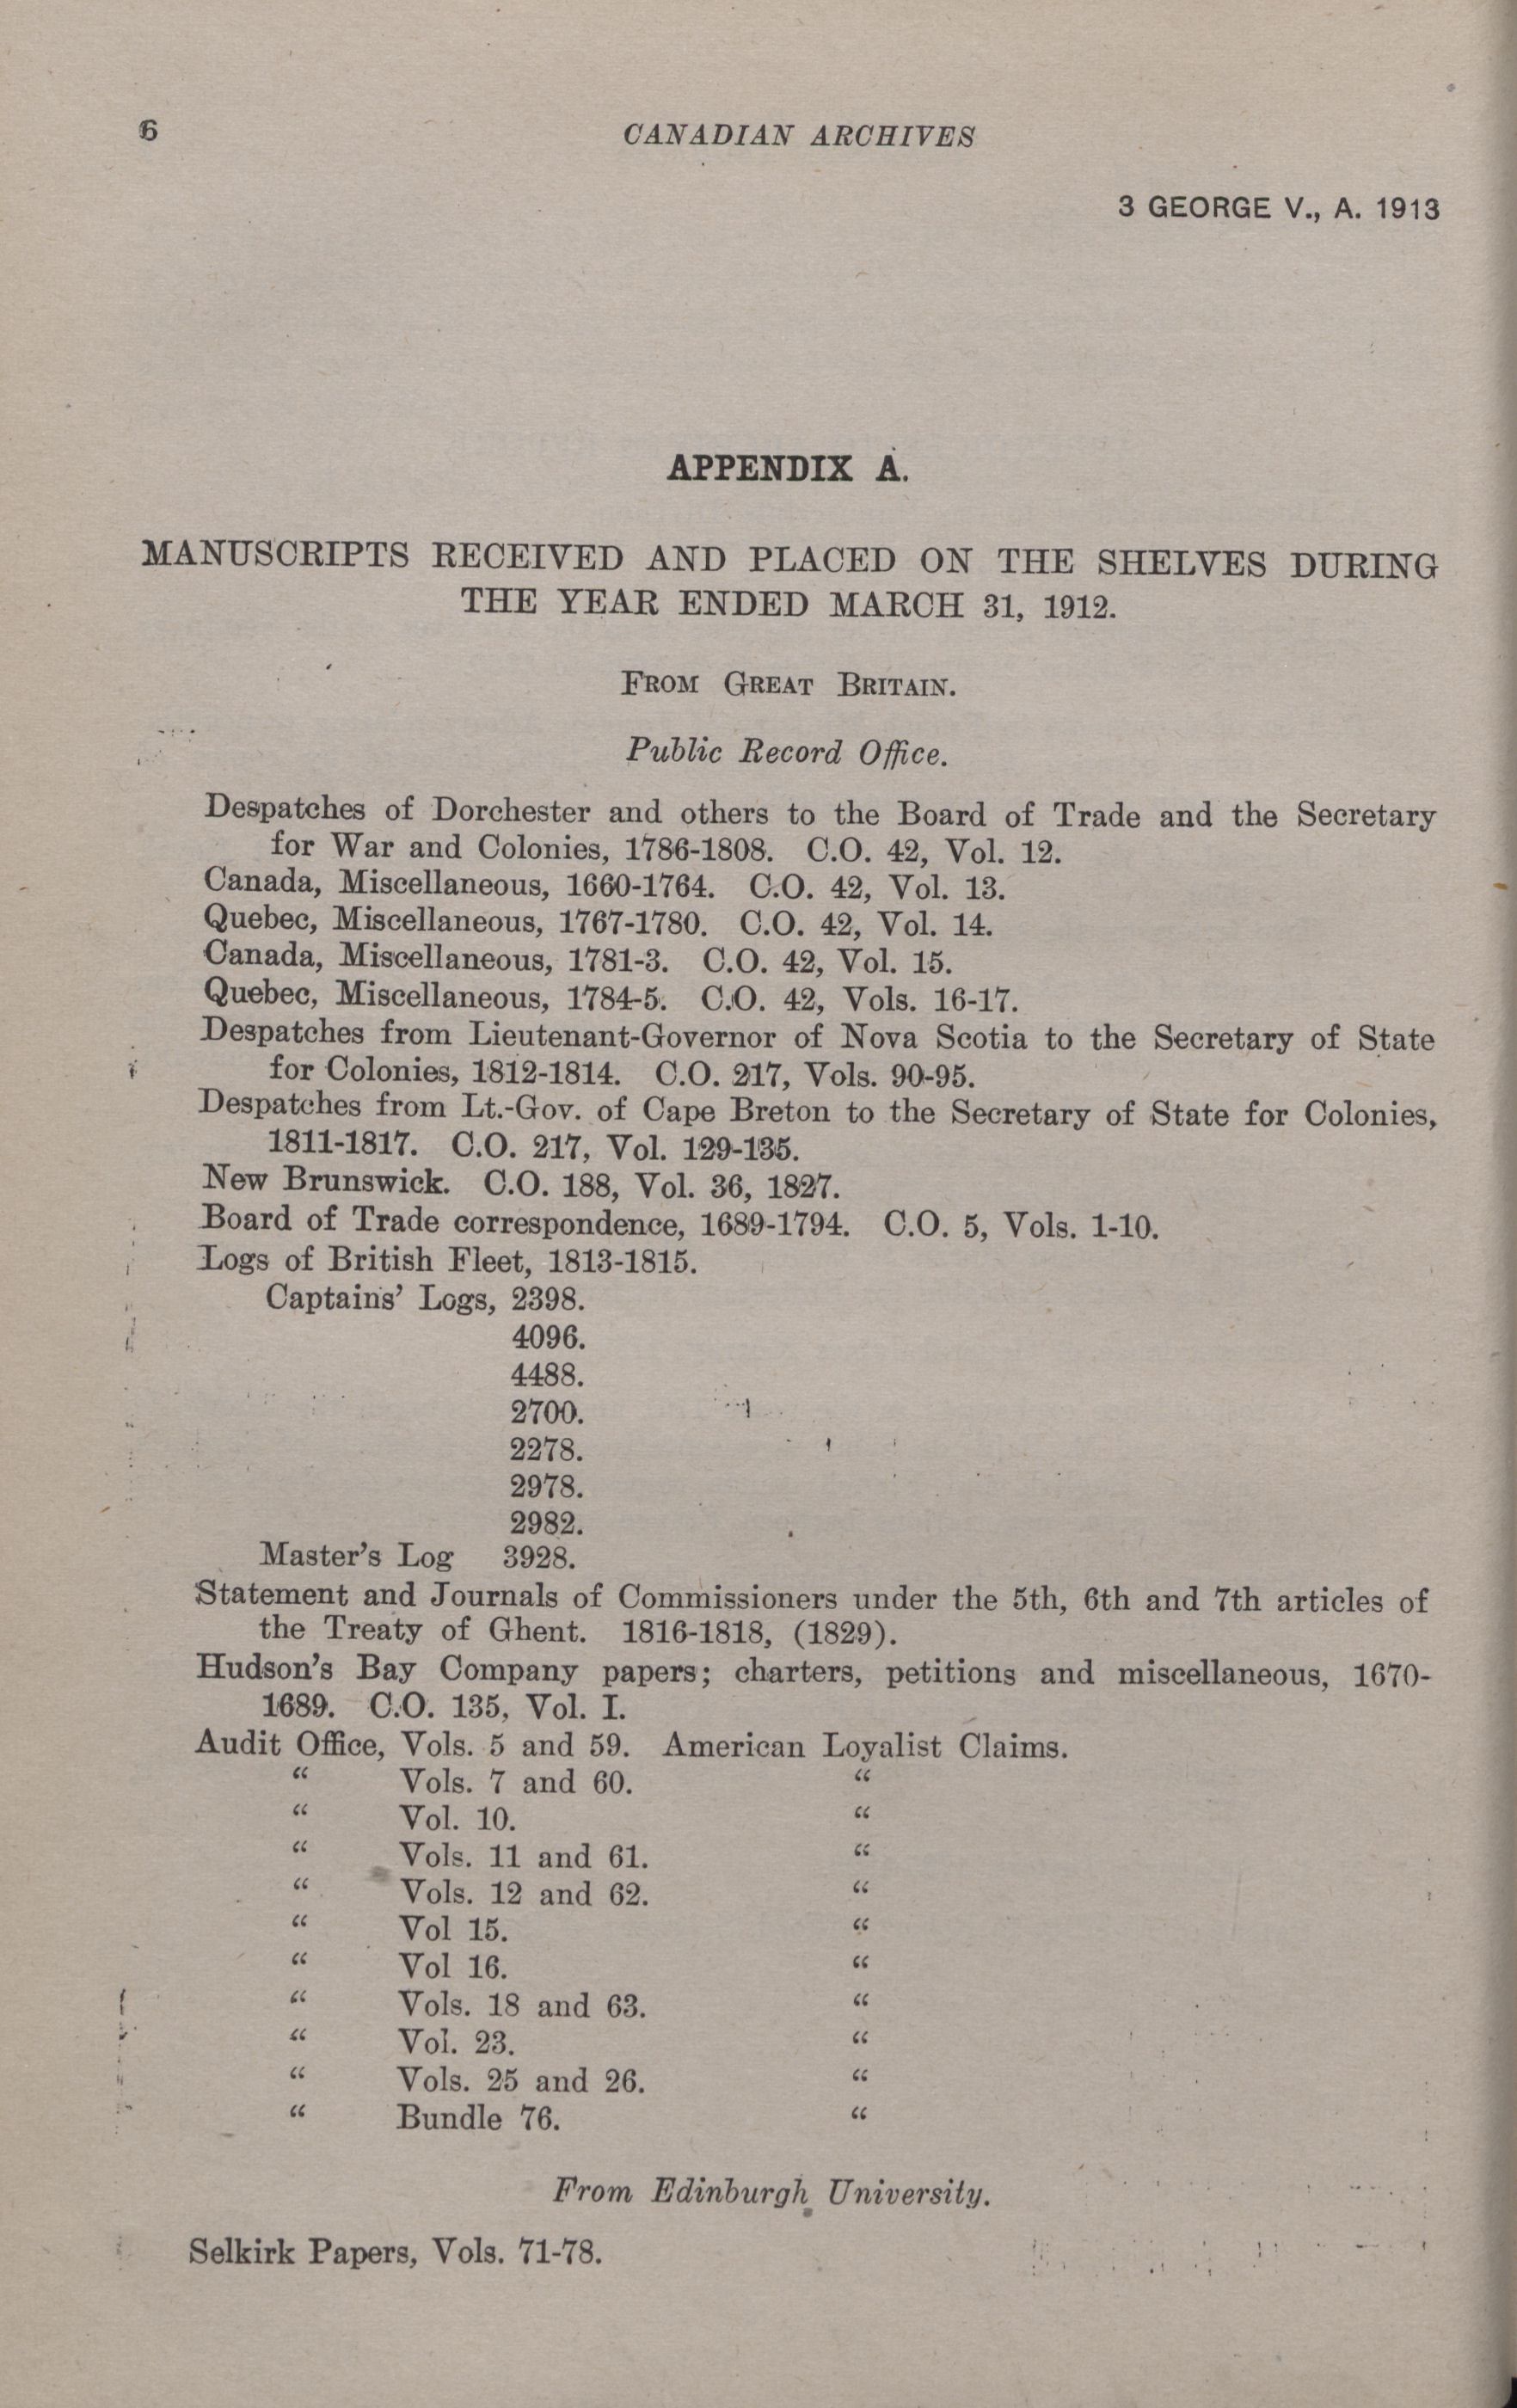 6
CANADIAN ARCHIVES
3 GEORGE V., A. 1913
APPENDIX A.
MANUSCRIPTS RECEIVED AND PLACED ON THE SHELVES DURING
THE YEAR ENDED MARCH 31, 1912.
FROM GREAT BRITAIN.
Public Record Office.
Despatches of Dorchester and others to the Board of Trade and the Secretary
for War and Colonies, 1786-1808. C.O. 42, Vol. 12.
Canada, Miscellaneous, 1660-1764. C.O. 42, Vol. 13.
Quebec, Miscellaneous, 1767-1780. C.O. 42, Vol. 14.
Canada, Miscellaneous, 1781-3. C.O. 42, Vol. 15.
Quebec, Miscellaneous, 1784-5. C.O. 42, Vols. 16-17.
Despatches from Lieutenant-Governor of Nova Scotia to the Secretary of State
for Colonies, 1812-1814. C.O. 217, Vols. 90-95.
Despatches from Lt.-Gov. of Cape Breton to the Secretary of State for Colonies,
1811-1817. C.O. 217, Vol. 129-135.
New Brunswick. C.O. 188, Vol. 36, 1827.
Board of Trade correspondence, 1689-1794. C.O. 5, Vols. 1-10.
Logs of British Fleet, 1813-1815.
Captains' Logs, 2398.
4096.
4488.
2700.
2278.
2978.
2982.
Master's Log 3928.
Statement and Journals of Commissioners under the 5th, 6th and 7th articles of
the Treaty of Ghent. 1816-1818, (1829).
Hudson's Bay Company papers; charters, petitions and miscellaneous, 1670-
1689. C.O. 135, Vol. I.
Audit Office, Vols. 5 and 59. American Loyalist Claims.
“ Vols. 7 and 60. “
“ Vol. 10. “
“ Vols. 11 and 61. “
“ Vols. 12 and 62. “
“ Vol 15. “
“ Vol 16. “
“ Vols. 18 and 63. “
“ Vol. 23. “
“ Vols. 25 and 26. “
“ Bundle 76. “
From Edinburgh University.
Selkirk Papers, Vols. 71-78.